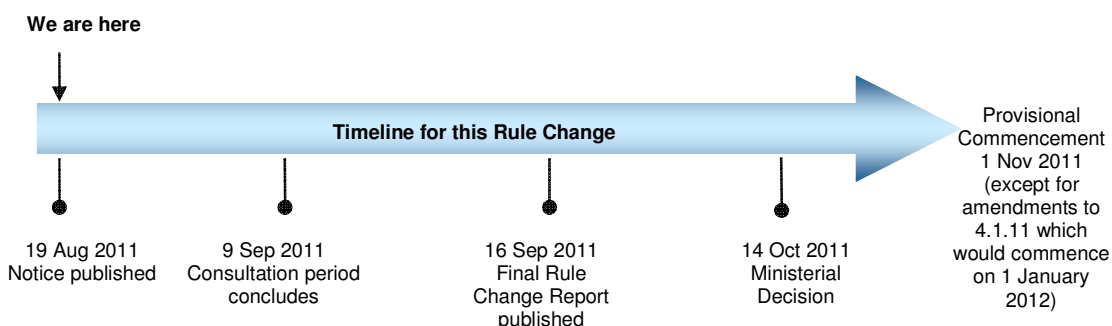 We are here
Timeline for this Rule Change
19 Aug 2011
Notice published
9 Sep 2011
Consultation period
concludes
16 Sep 2011
Final Rule
Change Report
published
14 Oct 2011
Ministerial
Decision
Provisional
Commencement
1 Nov 2011
(except for
amendments to
4.1.11 which
would commence
on 1 January
2012)